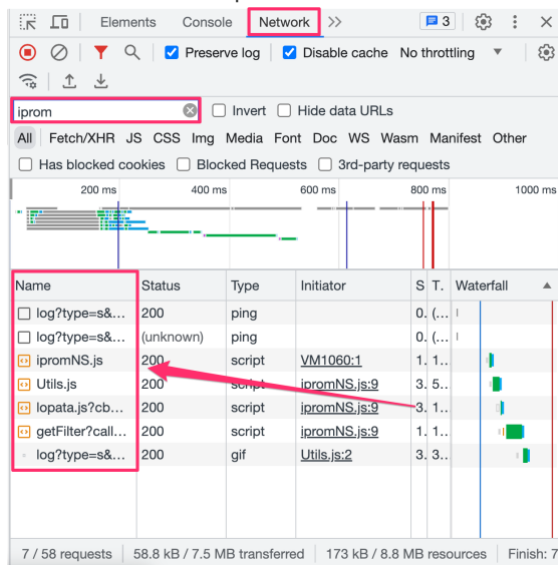 Elements Console Network >> 3
Preserve log Disable cache No throttling
iprom Invert Hide data URLs
All Fetch/XHR JS CSS Img Media Font Doc WS Wasm Manifest Other
Has blocked cookies Blocked Requests 3rd-party requests
200 ms 400 ms 600 ms 800 ms 1000 ms
Name Status Type Initiator S T. Waterfall
log?type=s&... 200 ping 0. (...
log?type=s&... (unknown) ping 0. (...
ipromNS.js 200 script VM1060:1 1. 1..
Utils.js 200 script ipromNS.js:9 3. 5..
lopata.js?cb... 200 script ipromNS.js:9 3. 1..
getFilter?call... 200 script ipromNS.js:9 1. 1..
log?type=s&... 200 gif Utils.js:2 3. 3..
7 / 58 requests 58.8 kB / 7.5 MB transferred 173 kB / 8.8 MB resources Finish: 7